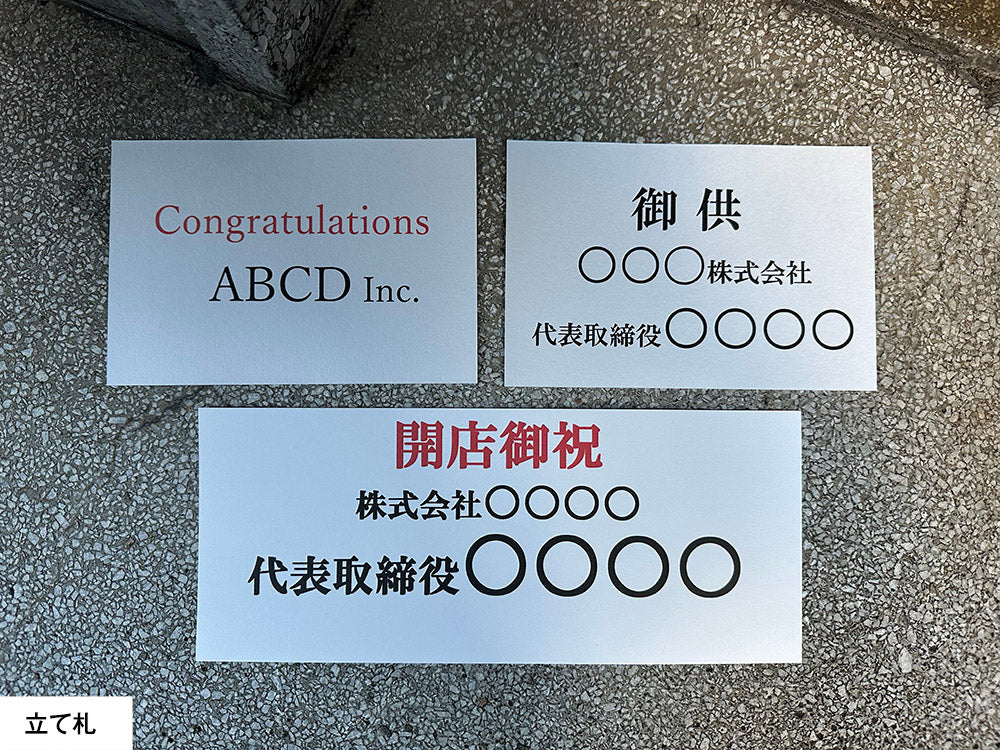 Congratulations
ABCD Inc.
御供
○○○株式会社
代表取締役○○○○
開店御祝
株式会社○○○○
代表取締役○○○○
立て札